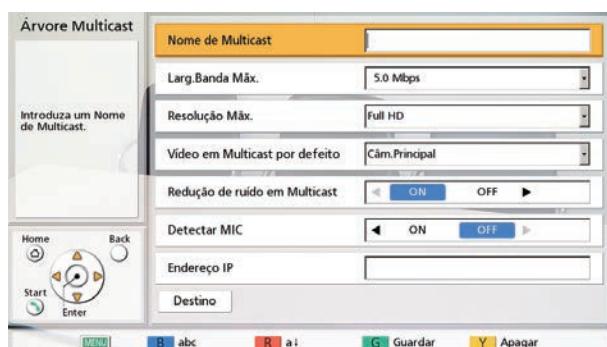 Árvore Multicast
Introduza um Nome
de Multicast.
Nome de Multicast
Larg.Banda Máx.
5.0 Mbps
Resolução Máx.
Full HD
Vídeo em Multicast por defeito
Câm.Principal
Redução de ruído em Multicast
ON
OFF
Detectar MIC
ON
OFF
Endereço IP
Destino
Home
Back
Start
Enter
MENU
B abc
R a↓
G Guardar
Y Apagar